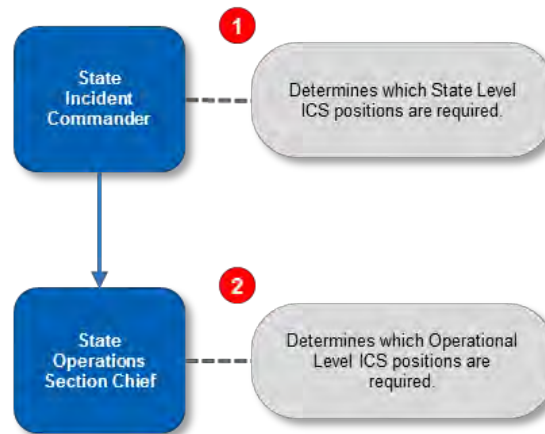 1
State
Incident
Commander
Determines which State Level
ICS positions are required.
2
State
Operations
Section Chief
Determines which Operational
Level ICS positions are
required.